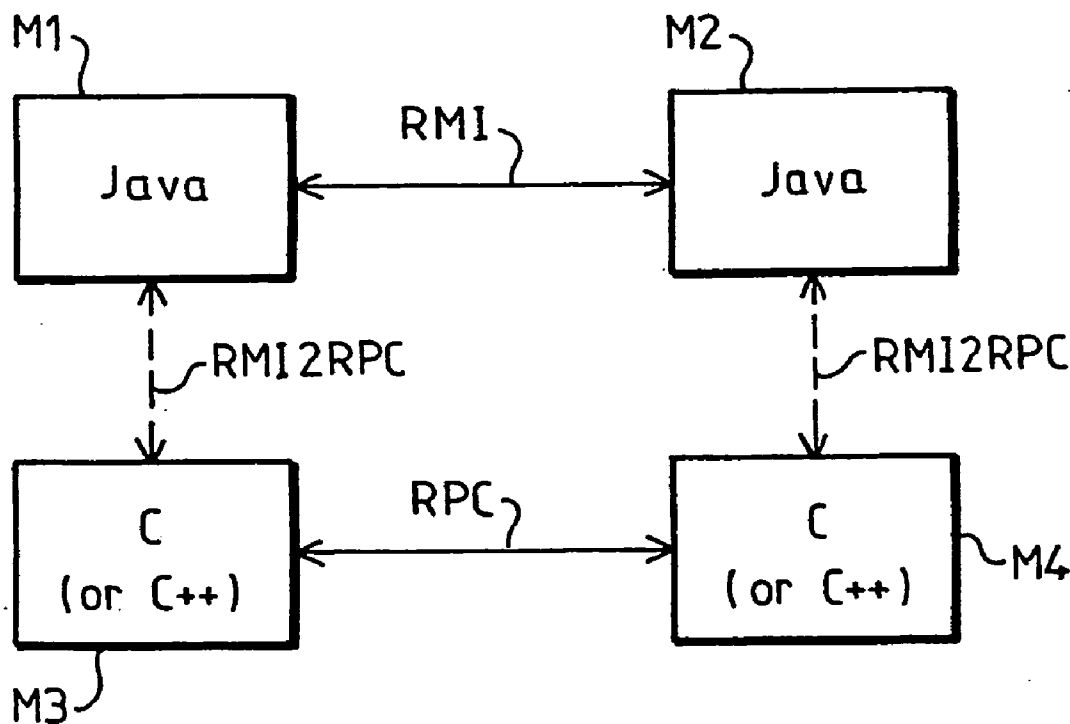 M1
M2
RMI
Java
Java
RMI2RPC
RMI2RPC
RPC
C
(or C++)
C
(or C++)
M4
M3